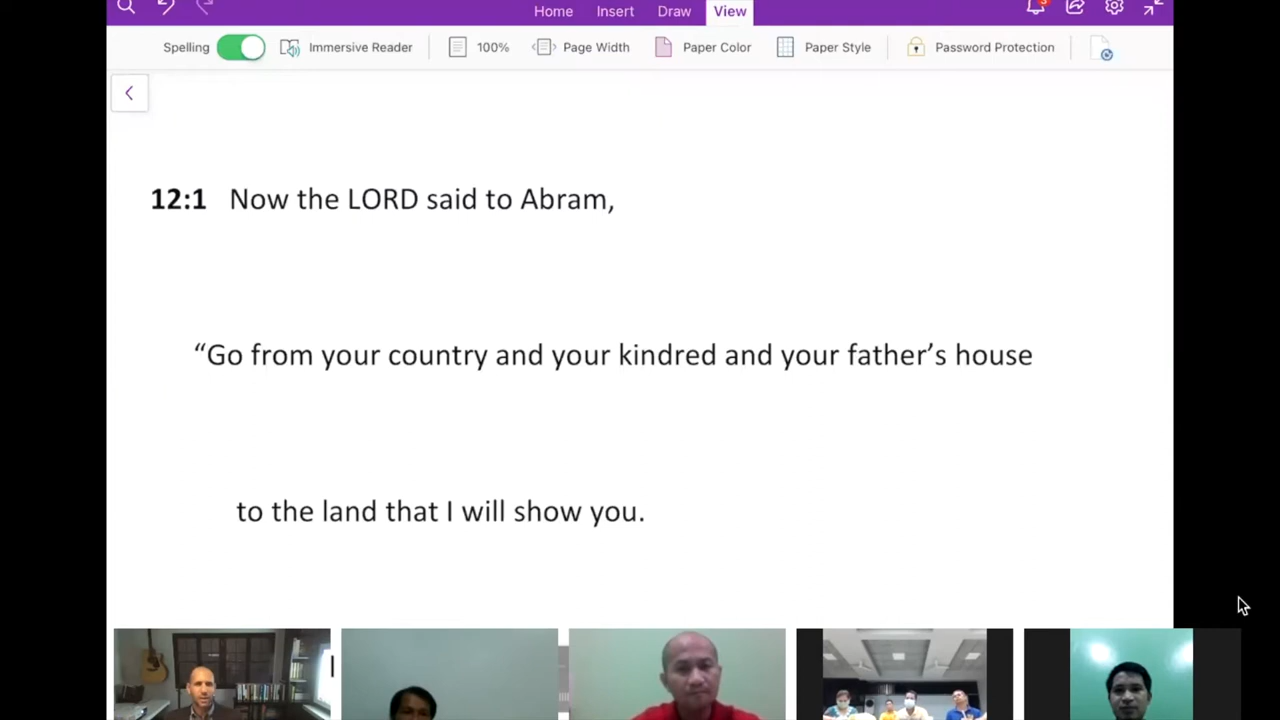 Home Insert Draw View
Spelling Immersive Reader 100% Page Width Paper Color Paper Style Password Protection
12:1 Now the LORD said to Abram,
“Go from your country and your kindred and your father’s house
to the land that I will show you.